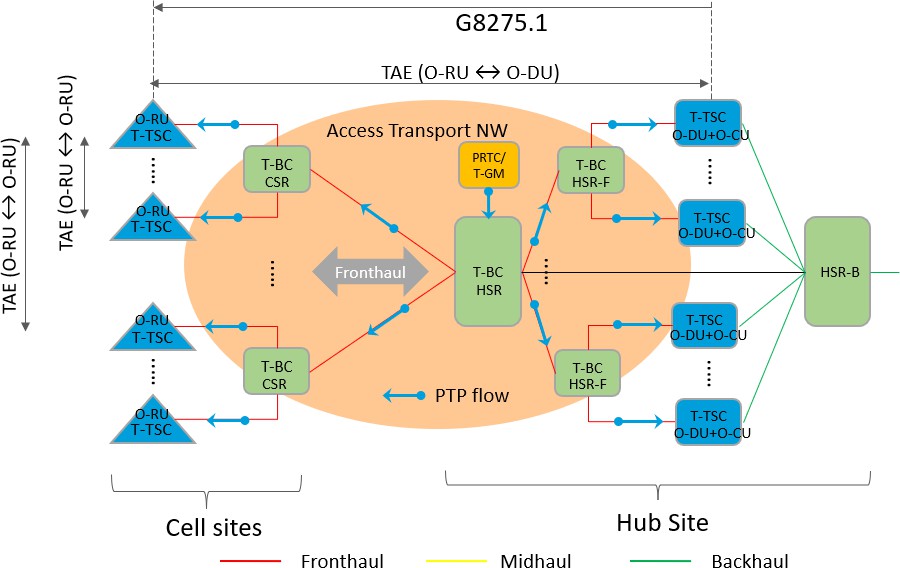 G8275.1
TAE (O-RU ↔ O-DU)
TAE (O-RU ↔ O-RU)
TAE (O-RU ↔ O-RU)
O-RU
T-TSC
O-RU
T-TSC
O-RU
T-TSC
O-RU
T-TSC
T-BC
CSR
T-BC
CSR
Access Transport NW
PRTC/
T-GM
Fronthaul
T-BC
HSR
T-BC
HSR-F
T-BC
HSR-F
PTP flow
T-TSC
O-DU+O-CU
T-TSC
O-DU+O-CU
T-TSC
O-DU+O-CU
T-TSC
O-DU+O-CU
HSR-B
Cell sites
Hub Site
Fronthaul
Midhaul
Backhaul